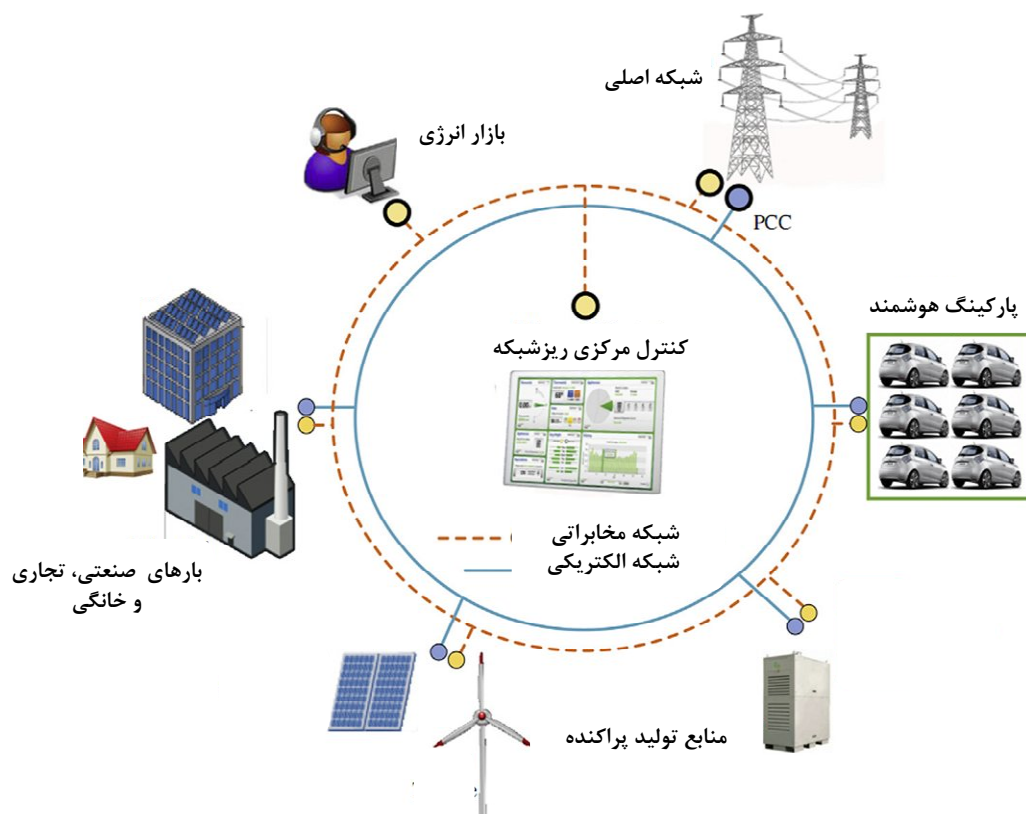 شبکه اصلی
بازار انرژی
PCC
پارکینگ هوشمند
کنترل مرکزی ریزشبکه
شبکه مخابراتی
شبکه الکتریکی
بارهای صنعتی، تجاری
و خانگی
منابع تولید پراکنده